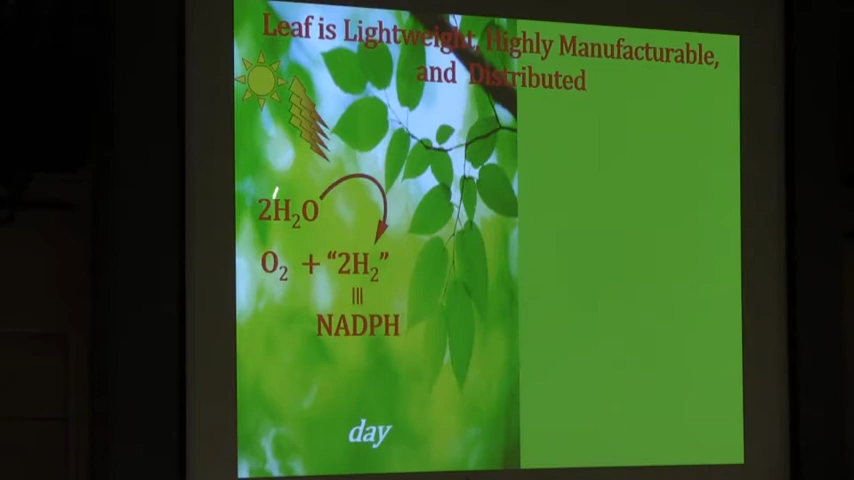 Leaf is Lightweight, Highly Manufacturable,
and Distributed
2H₂O
O₂ + “2H₂”
≡
NADPH
day